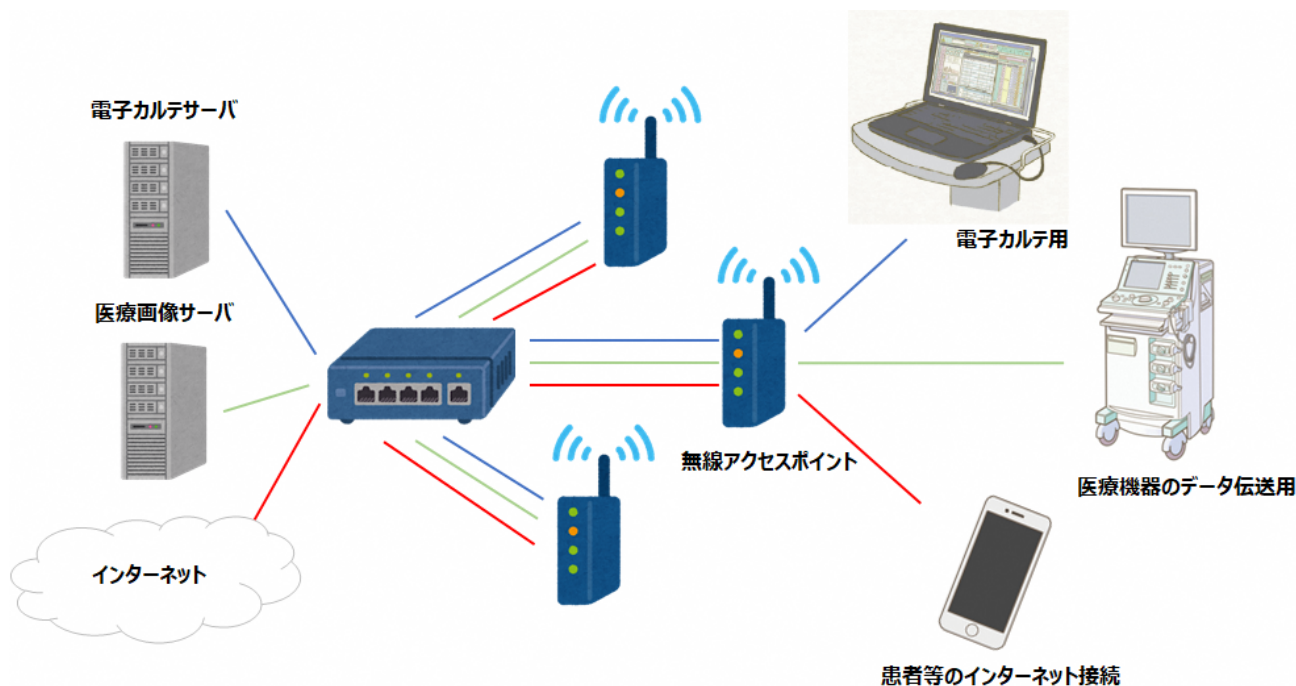 電子カルテサーバ
電子カルテ用
医療画像サーバ
無線アクセスポイント
医療機器のデータ伝送用
インターネット
患者等のインターネット接続